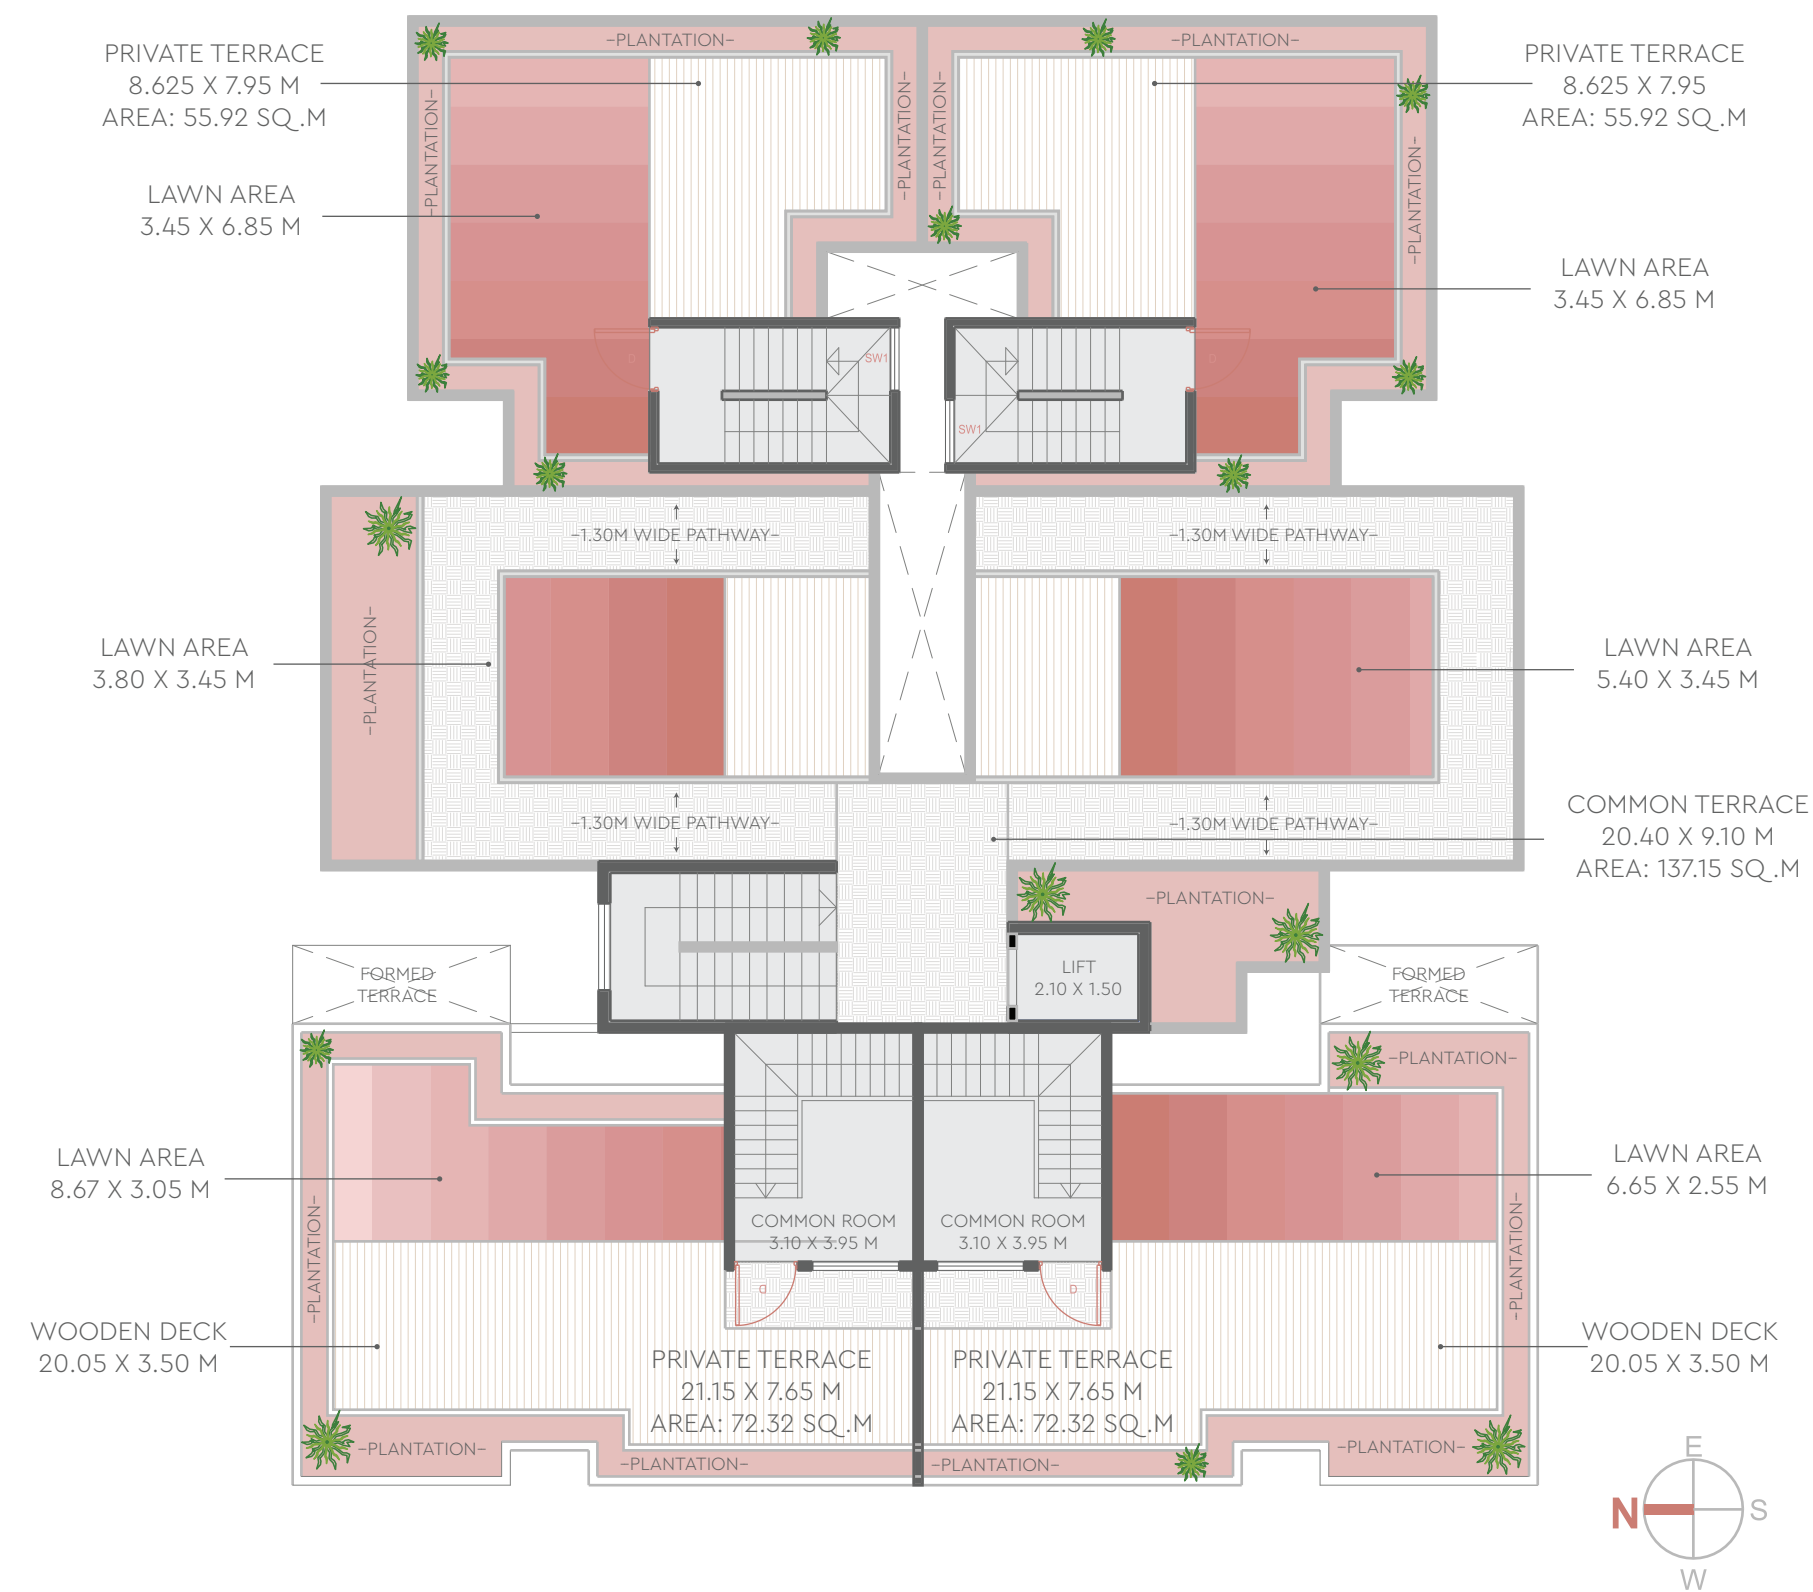 -PLANTATION-
-PLANTATION-
PRIVATE TERRACE
8.625 X 7.95 M
AREA: 55.92 SQ.M
PRIVATE TERRACE
8.625 X 7.95
AREA: 55.92 SQ.M
-PLANTATION-
-PLANTATION-
-PLANTATION-
-PLANTATION-
LAWN AREA
3.45 X 6.85 M
LAWN AREA
3.45 X 6.85 M
D
SW1
SW1
D
-1.30M WIDE PATHWAY-
-1.30M WIDE PATHWAY-
-PLANTATION-
LAWN AREA
3.80 X 3.45 M
LAWN AREA
5.40 X 3.45 M
-1.30M WIDE PATHWAY-
-1.30M WIDE PATHWAY-
COMMON TERRACE
20.40 X 9.10 M
AREA: 137.15 SQ.M
-PLANTATION-
FORMED
TERRACE
LIFT
2.10 X 1.50
FORMED
TERRACE
-PLANTATION-
LAWN AREA
8.67 X 3.05 M
LAWN AREA
6.65 X 2.55 M
COMMON ROOM
3.10 X 3.95 M
COMMON ROOM
3.10 X 3.95 M
-PLANTATION-
-PLANTATION-
D
D
WOODEN DECK
20.05 X 3.50 M
WOODEN DECK
20.05 X 3.50 M
PRIVATE TERRACE
21.15 X 7.65 M
AREA: 72.32 SQ.M
PRIVATE TERRACE
21.15 X 7.65 M
AREA: 72.32 SQ.M
-PLANTATION-
-PLANTATION-
-PLANTATION-
-PLANTATION-
E
N
S
W